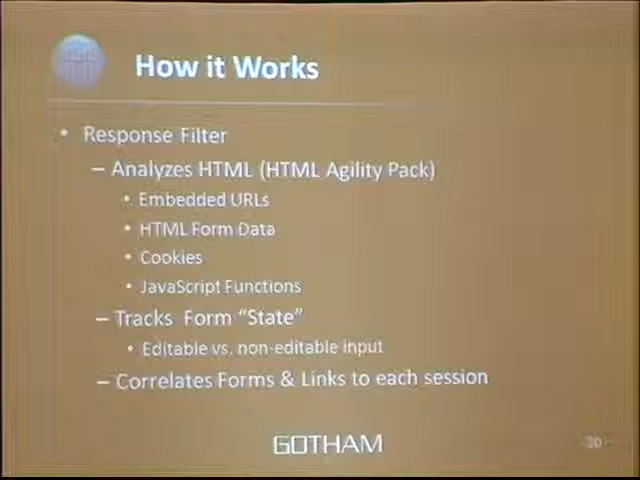 How it Works
• Response Filter
– Analyzes HTML (HTML Agility Pack)
• Embedded URLs
• HTML Form Data
• Cookies
• JavaScript Functions
– Tracks Form “State”
• Editable vs. non-editable input
– Correlates Forms & Links to each session
GOTHAM
20